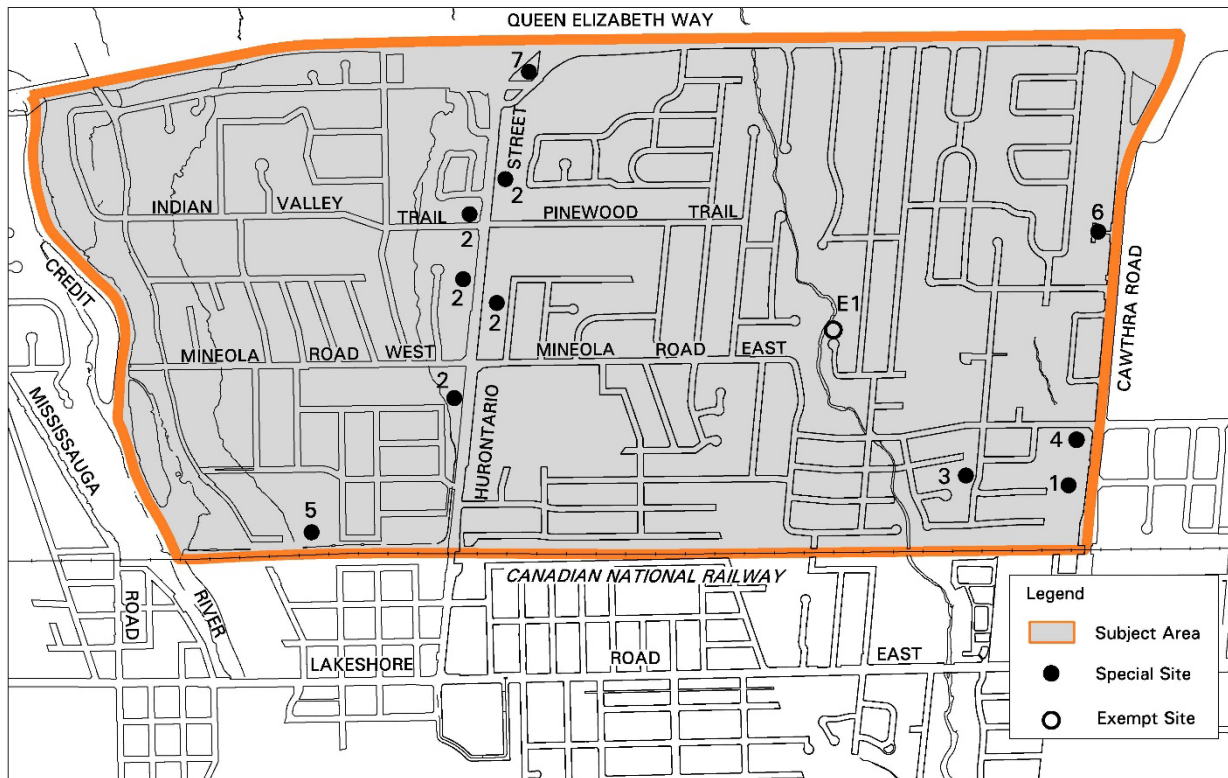 QUEEN ELIZABETH WAY
7
STREET
2
INDIAN VALLEY TRAIL
PINEWOOD TRAIL
2
6
CREDIT
2
2
E1
CAWTHRA ROAD
MINEOLA ROAD WEST
MINEOLA ROAD EAST
2
MISSISSAUGA
HURONTARIO
4
3
1
5
CANADIAN NATIONAL RAILWAY
ROAD
RIVER
LAKESHORE ROAD EAST
Legend
Subject Area
Special Site
Exempt Site